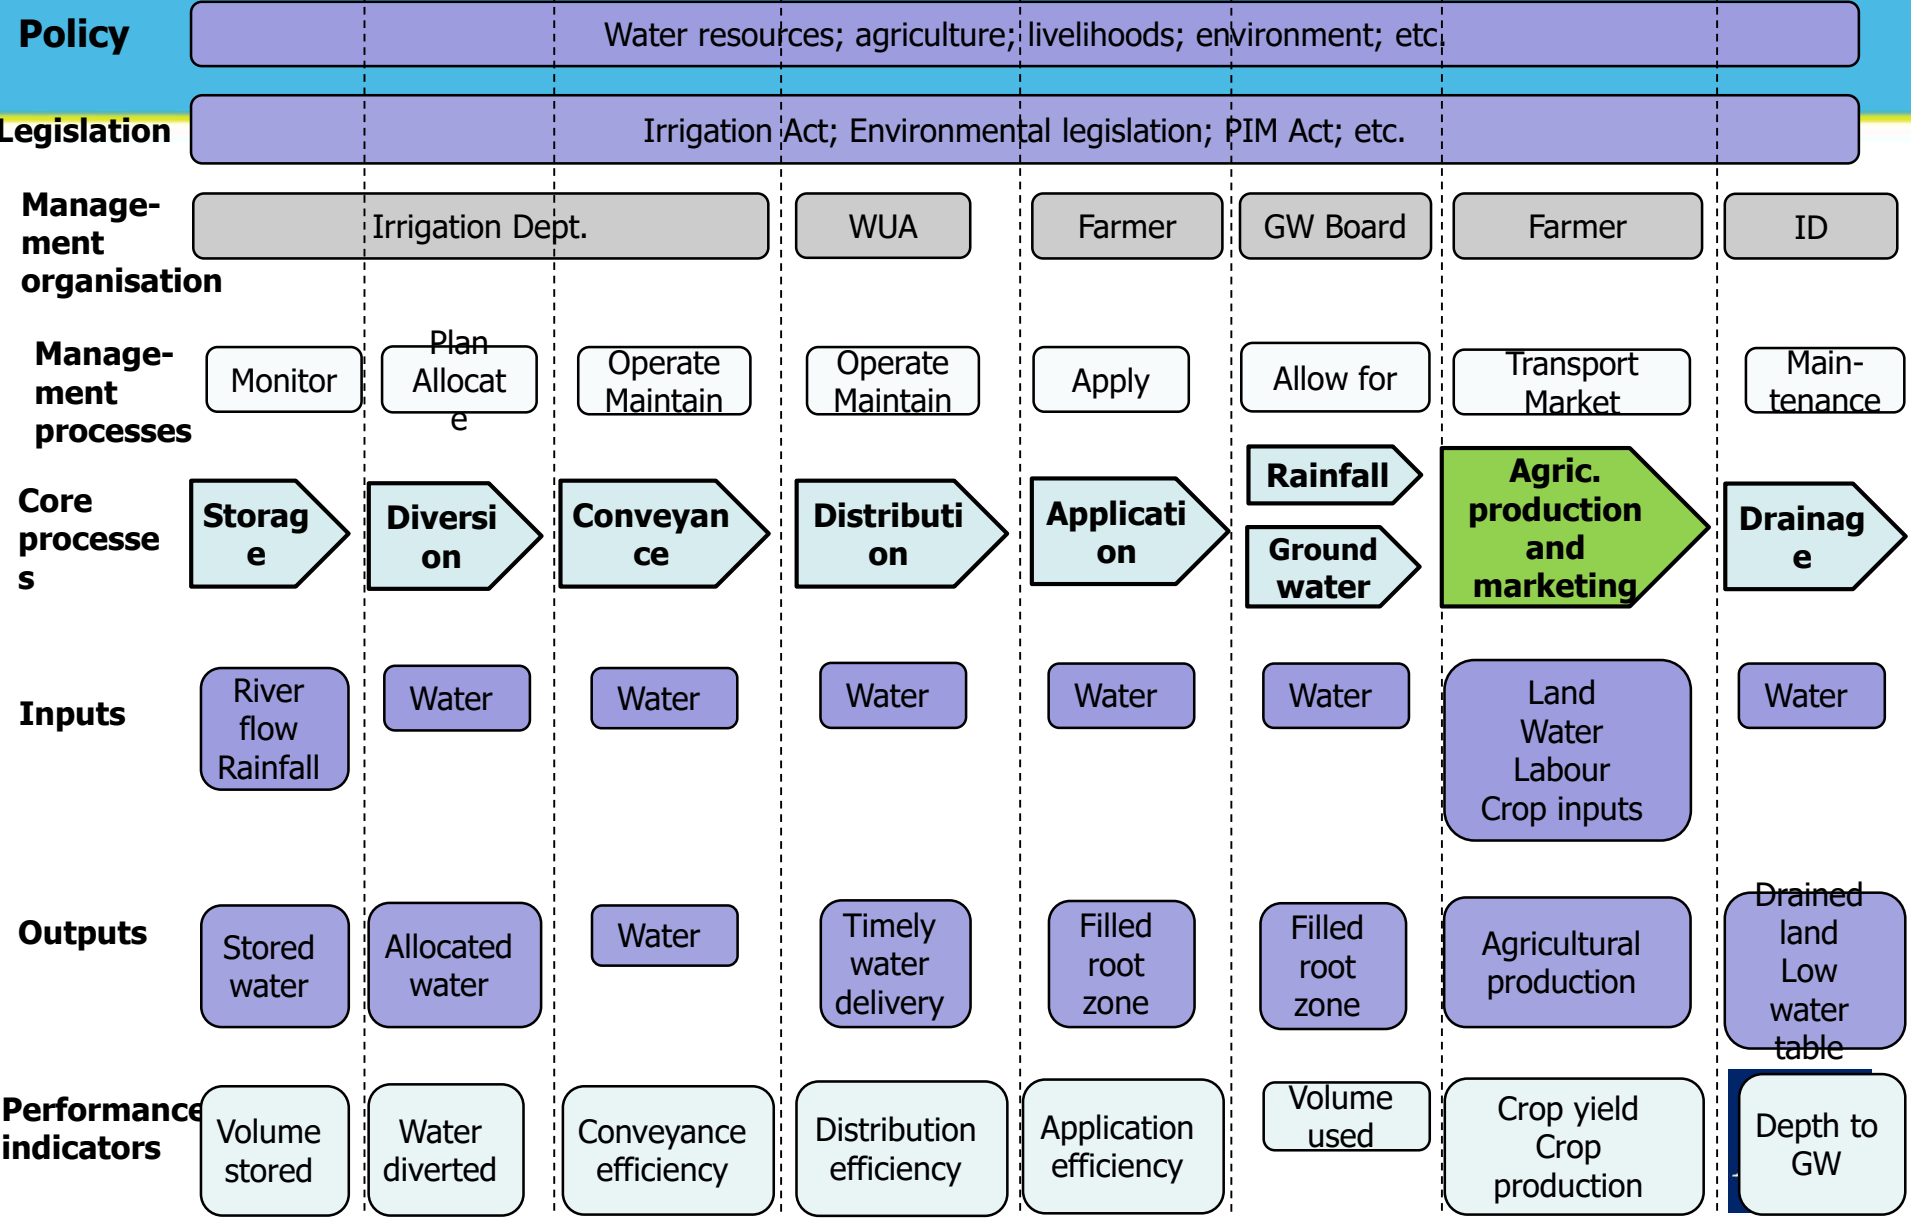 Policy
Water resources; agriculture; livelihoods; environment; etc.
Legislation
Irrigation Act; Environmental legislation; PIM Act; etc.
Manage-
ment
organisation
Irrigation Dept.
WUA
Farmer
GW Board
Farmer
ID
Manage-
ment
processes
Monitor
Plan
Allocat
e
Operate
Maintain
Operate
Maintain
Apply
Allow for
Transport
Market
Main-
tenance
Core
processe
s
Storag
e
Diversi
on
Conveyan
ce
Distributi
on
Applicati
on
Rainfall
Ground
water
Agric.
production
and
marketing
Drainag
e
Inputs
River
flow
Rainfall
Water
Water
Water
Water
Water
Land
Water
Labour
Crop inputs
Water
Outputs
Stored
water
Allocated
water
Water
Timely
water
delivery
Filled
root
zone
Filled
root
zone
Agricultural
production
Drained
land
Low
water
table
Performance
indicators
Volume
stored
Water
diverted
Conveyance
efficiency
Distribution
efficiency
Application
efficiency
Volume
used
Crop yield
Crop
production
Depth to
GW